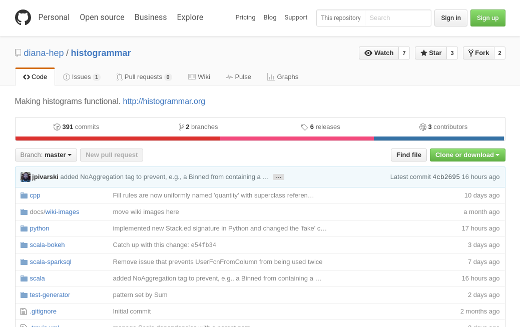 Personal Open source Business Explore Pricing Blog Support This repository Search Sign in Sign up
diana-hep / histogrammar Watch 7 Star 3 Fork 2
Code Issues 1 Pull requests 0 Wiki Pulse Graphs
Making histograms functional. http://histogrammar.org
391 commits 2 branches 6 releases 3 contributors
Branch: master New pull request Find file Clone or download
jpivarski added NoAggregation tag to prevent, e.g., a Binned from containing a … Latest commit 4cb2695 16 hours ago
cpp Fill rules are now uniformly named 'quantity' with superclass referen… 10 days ago
docs/wiki-images move wiki images here a month ago
python implemented new Stacked signature in Python and changed the 'fake' c… 17 hours ago
scala-bokeh Catch up with this change: e54fb34 3 days ago
scala-sparksql Remove issue that prevents UserFcnFromColumn from being used twice 7 days ago
scala added NoAggregation tag to prevent, e.g., a Binned from containing a … 16 hours ago
test-generator pattern set by Sum 2 days ago
.gitignore initial commit 2 months ago